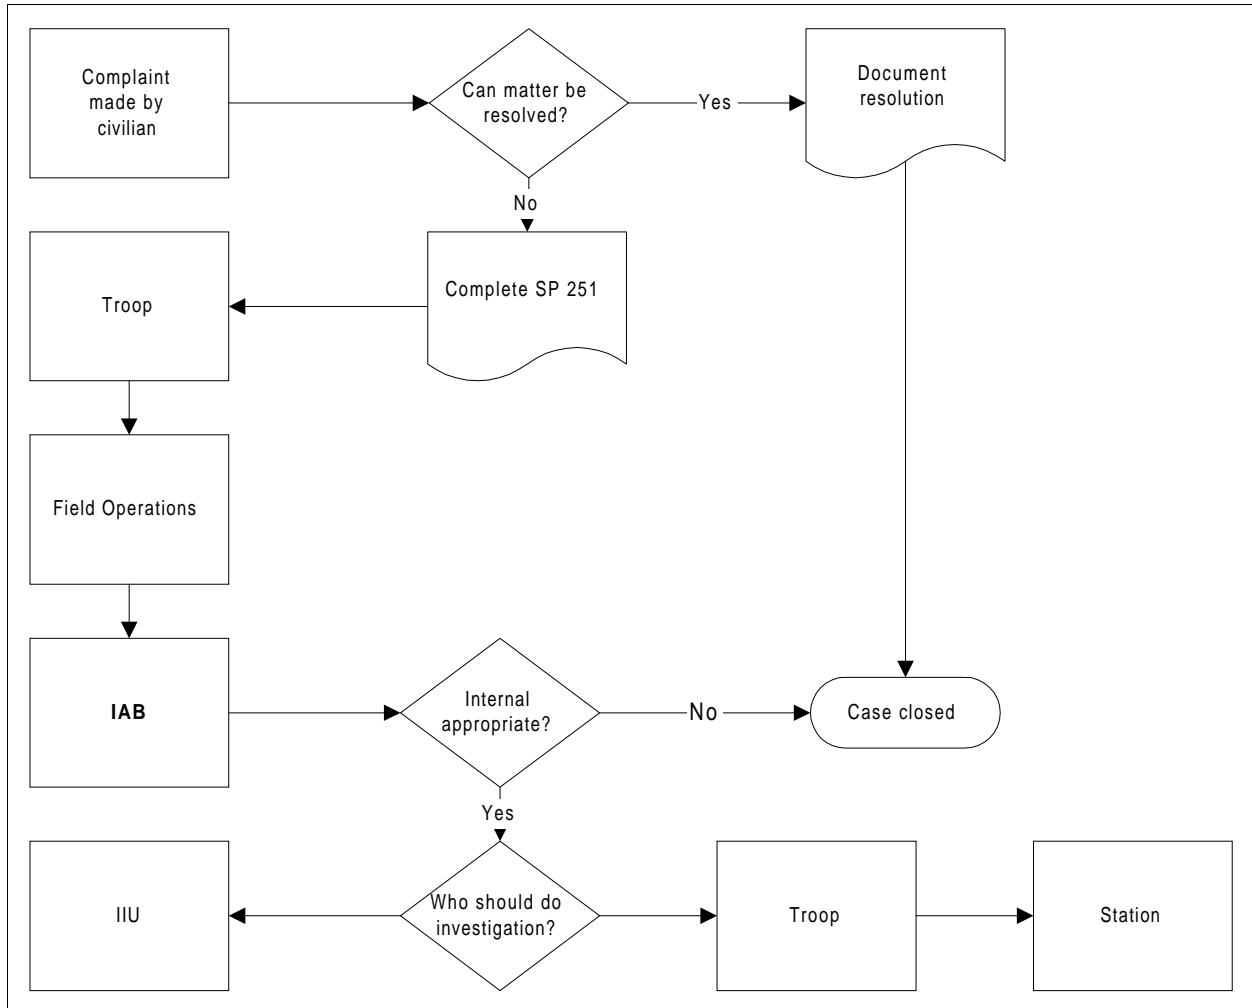 Complaint
made by
civilian
Can matter be
resolved?
Yes
Document
resolution
No
Troop
Complete SP 251
Field Operations
IAB
Internal
appropriate?
No
Case closed
Yes
IIU
Who should do
investigation?
Troop
Station